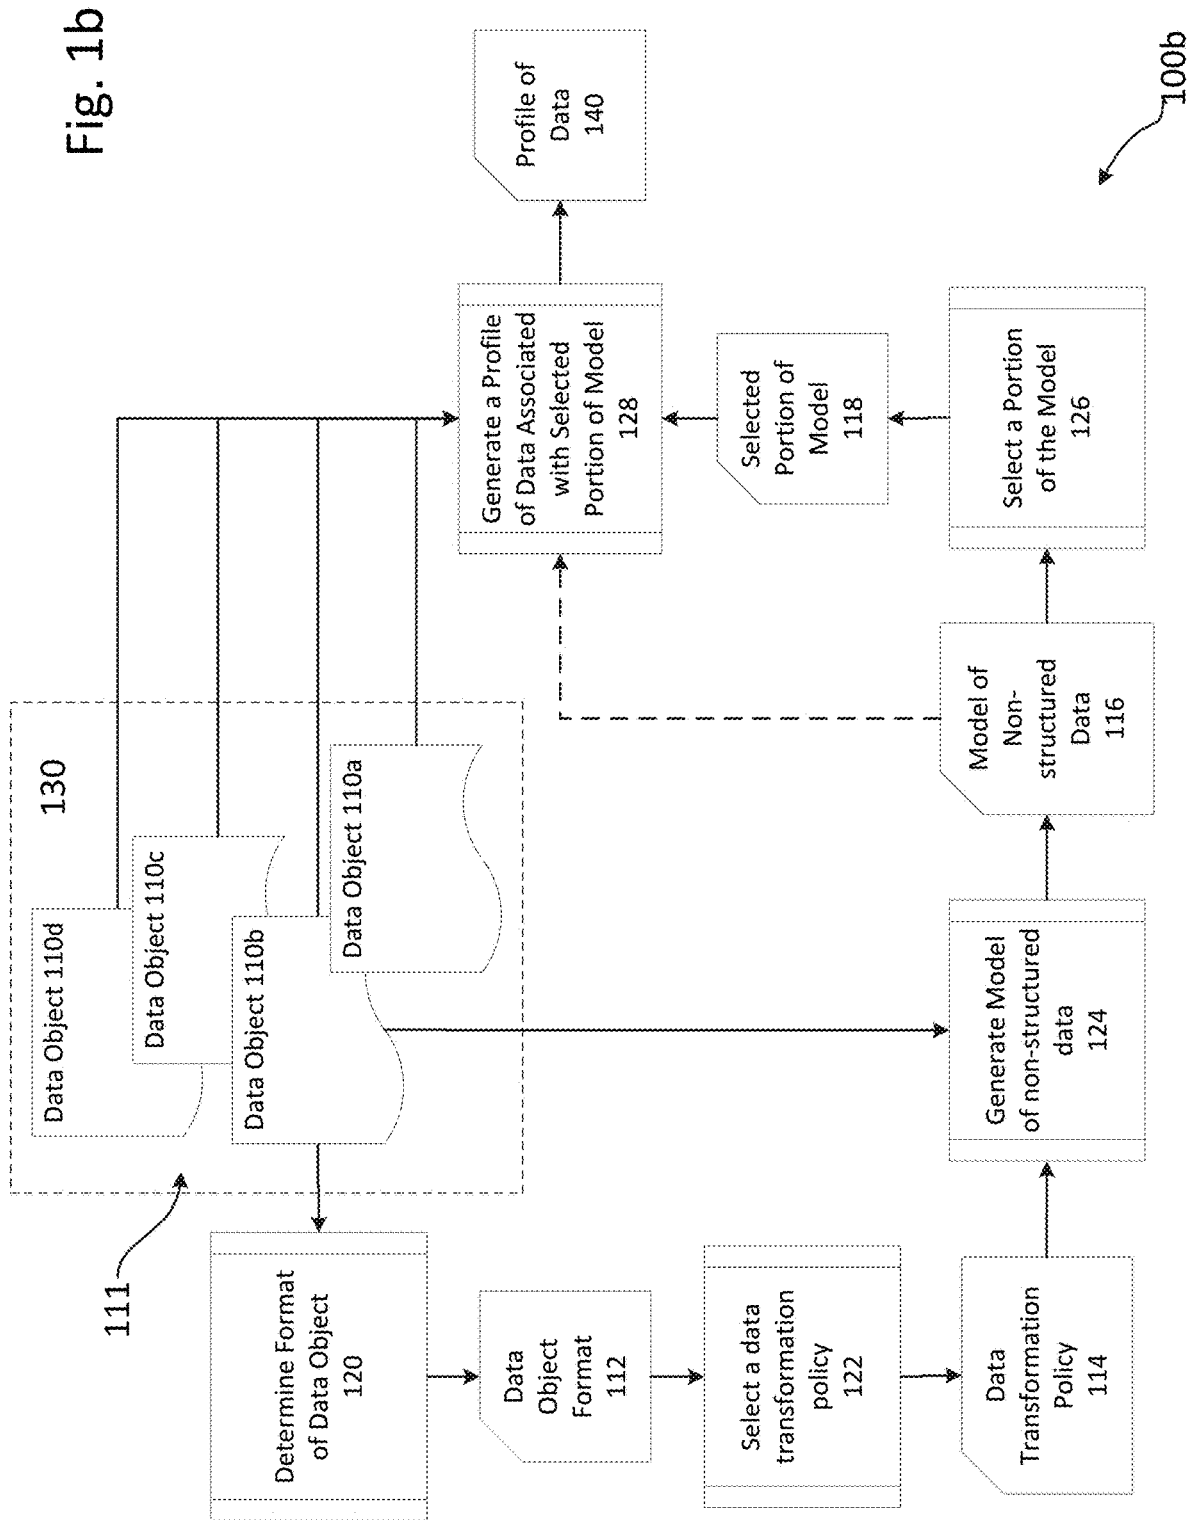 Fig. 1b
130
Data Object 110d
Data Object 110c
Data Object 110b
Data Object 110a
111
Determine Format
of Data Object
120
Data
Object
Format
112
Select a data
transformation
policy
122
Data
Transformation
Policy
114
Generate Model
of non-structured
data
124
Model of
Non-
structured
Data
116
Select a Portion
of the Model
126
Selected
Portion of
Model
118
Generate a Profile
of Data Associated
with Selected
Portion of Model
128
Profile of
Data
140
100b